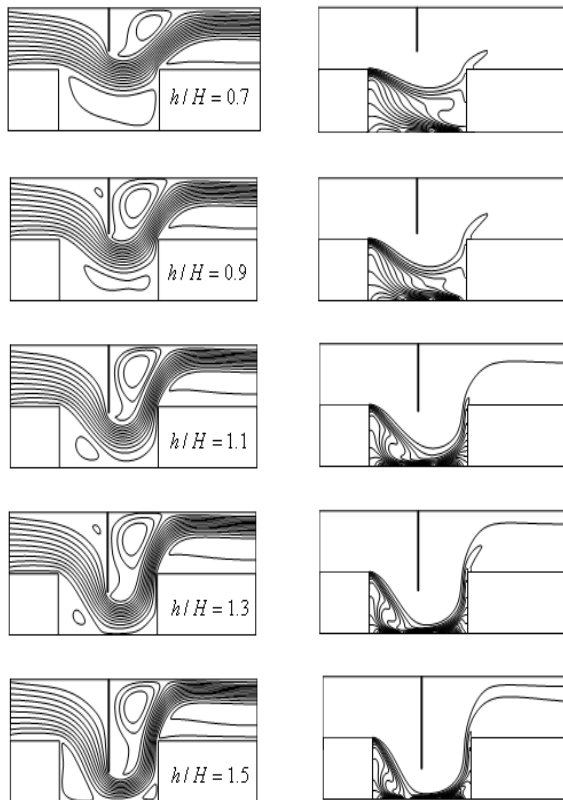 h / H = 0.7
h / H = 0.9
h / H = 1.1
h / H = 1.3
h / H = 1.5